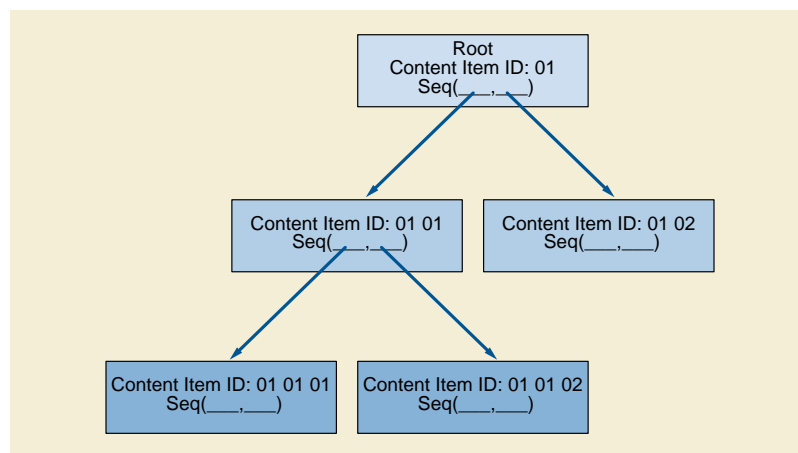 Root
Content Item ID: 01
Seq(___,___)
Content Item ID: 01 01
Seq(___,___)
Content Item ID: 01 02
Seq(___,___)
Content Item ID: 01 01 01
Seq(___,___)
Content Item ID: 01 01 02
Seq(___,___)